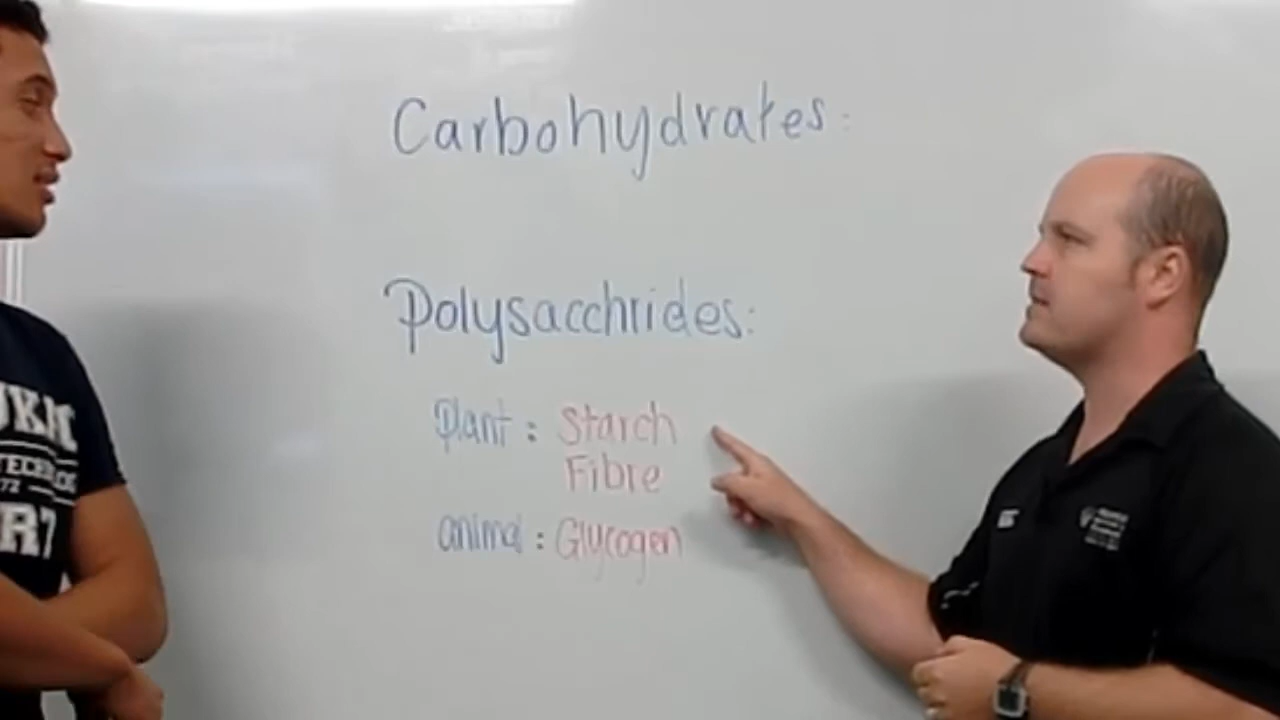 Carbohydrates:
Polysacchrides:
Plant : Starch
Fibre
animal : Glycogen